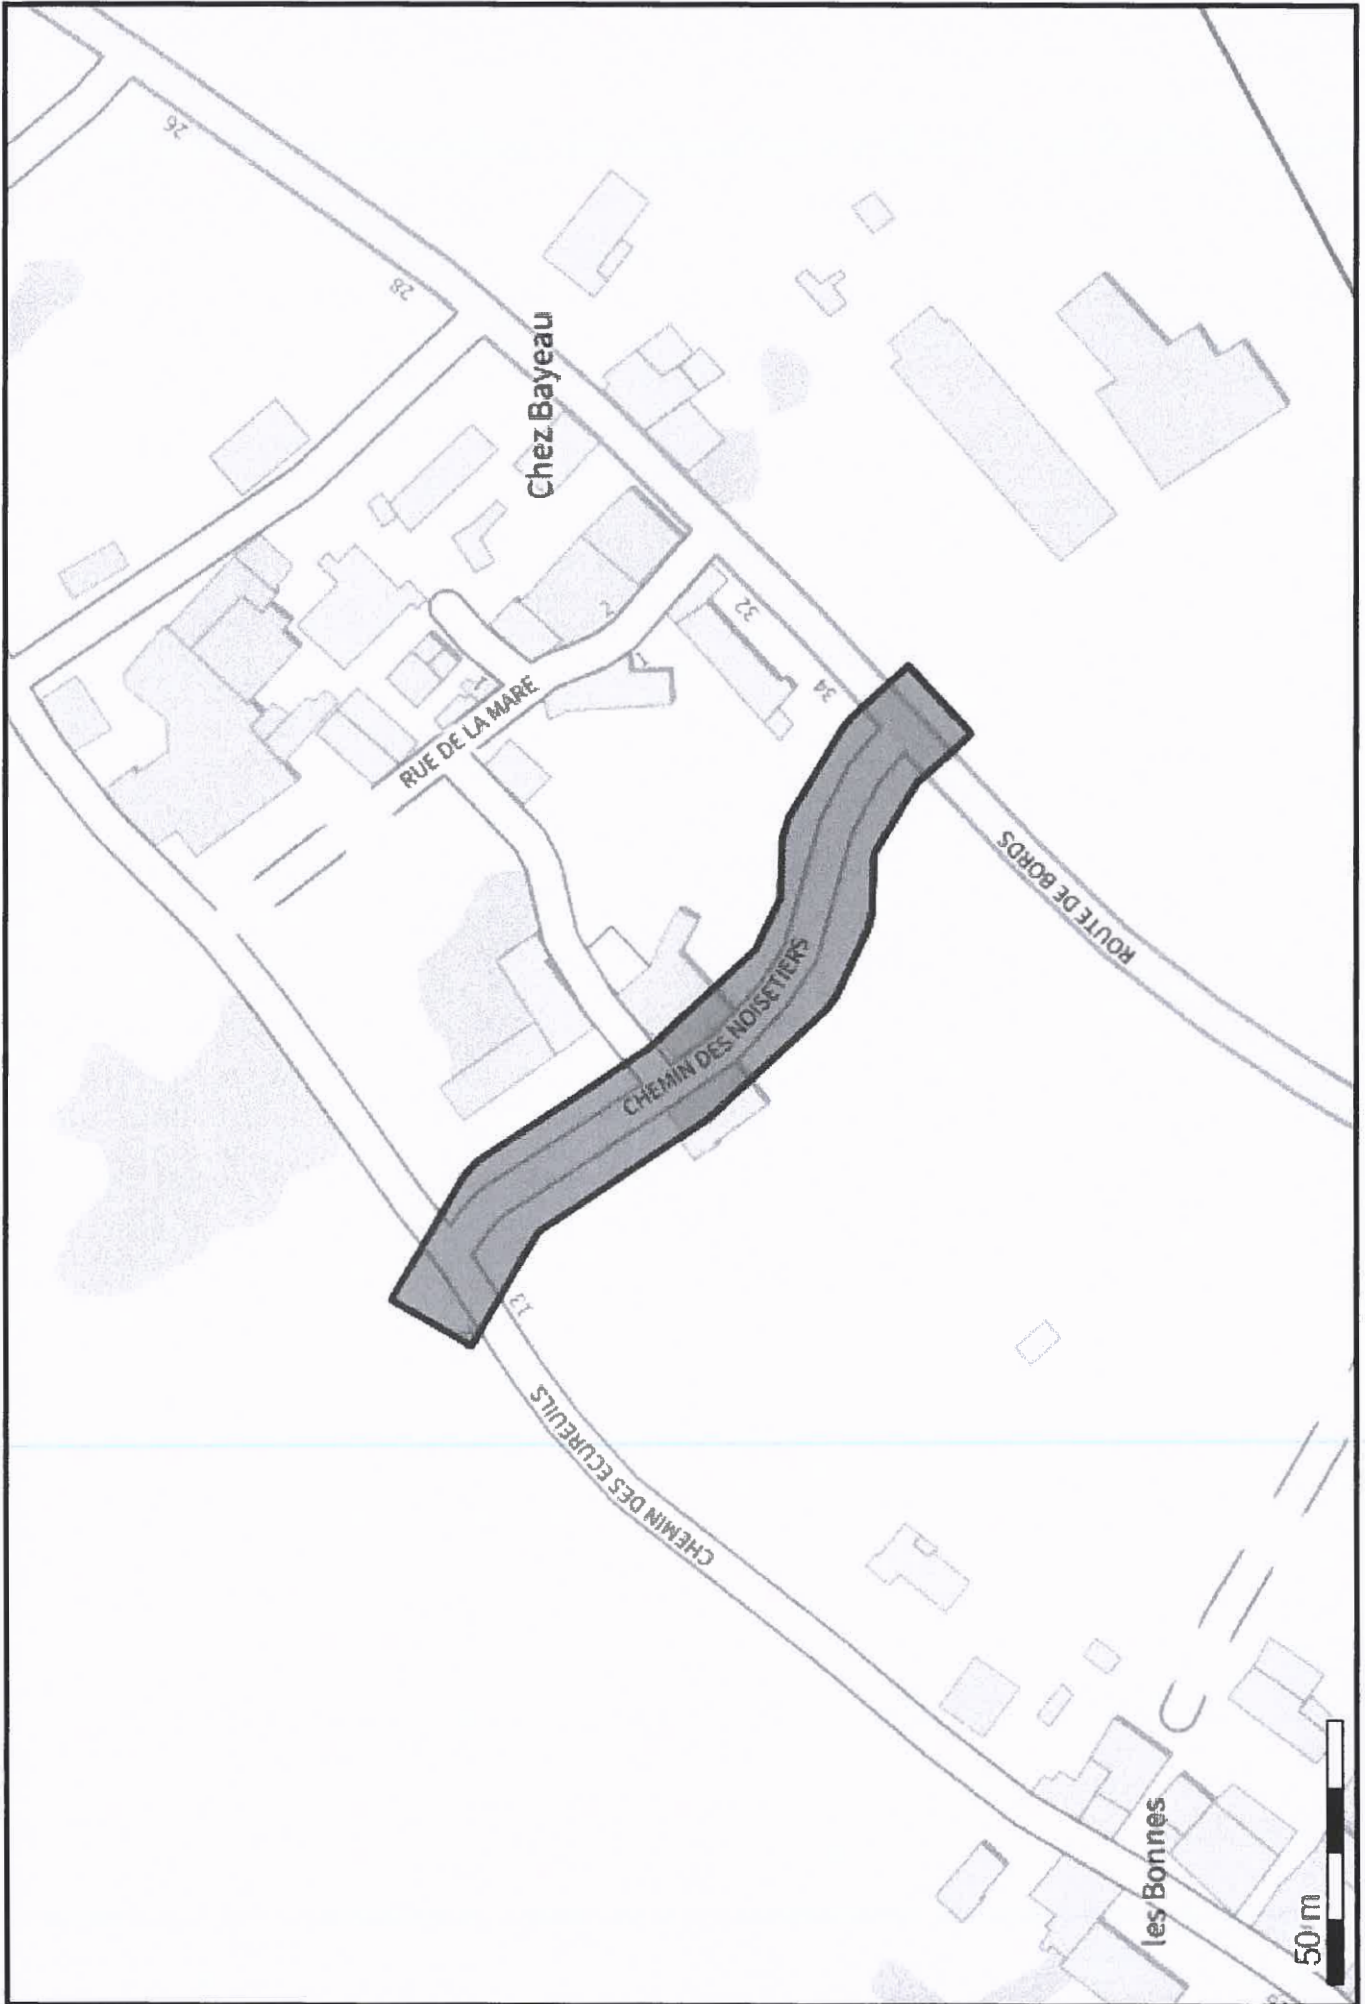 26
28
Chez Bayeau
2
32
1
34
1
RUE DE LA MARE
ROUTE DE BORDS
CHEMIN DES NOISETIERS
13
CHEMIN DES ECUREUILS
les Bonnes
50 m